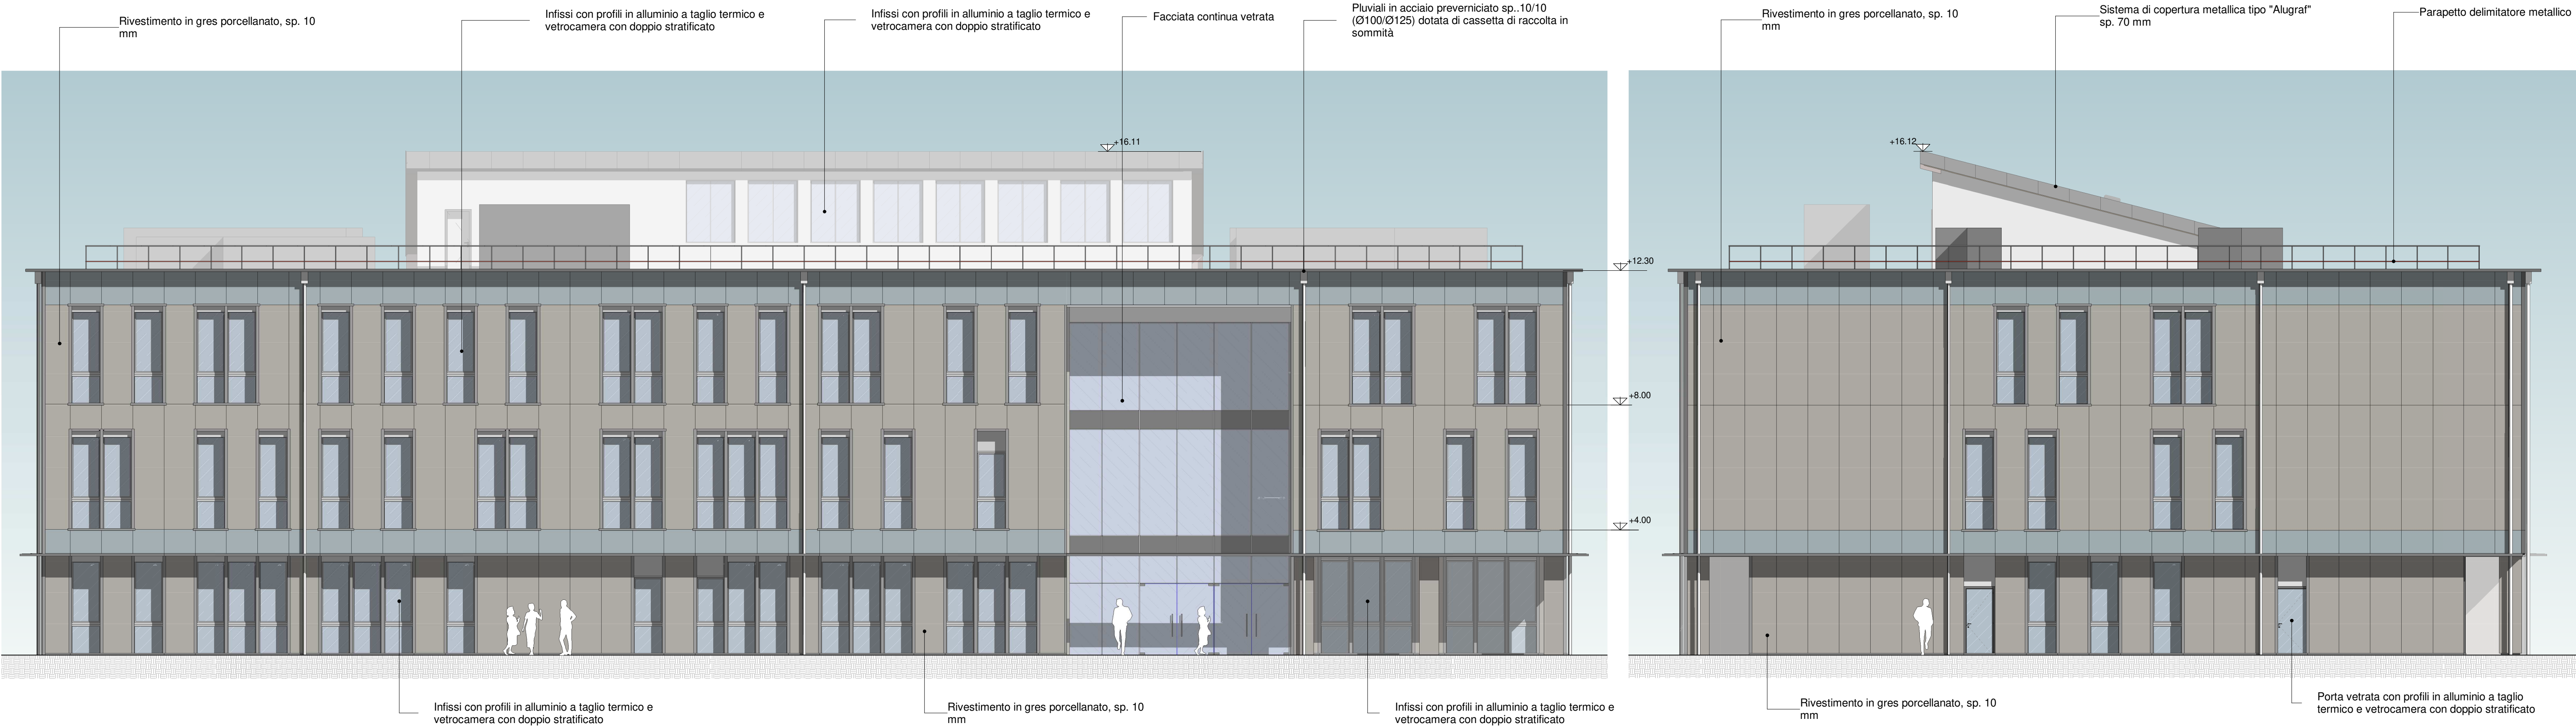 Rivestimento in gres porcellanato, sp. 10
mm
Infissi con profili in alluminio a taglio termico e
vetrocamera con doppio stratificato
Infissi con profili in alluminio a taglio termico e
vetrocamera con doppio stratificato
Facciata continua vetrata
Pluviali in acciaio preverniciato sp..10/10
(Ø100/Ø125) dotata di cassetta di raccolta in
sommità
Rivestimento in gres porcellanato, sp. 10
mm
Sistema di copertura metallica tipo "Alugraf"
sp. 70 mm
Parapetto delimitatore metallico
+16.11
+16.12
+12.30
+8.00
+4.00
Infissi con profili in alluminio a taglio termico e
vetrocamera con doppio stratificato
Rivestimento in gres porcellanato, sp. 10
mm
Infissi con profili in alluminio a taglio termico e
vetrocamera con doppio stratificato
Rivestimento in gres porcellanato, sp. 10
mm
Porta vetrata con profili in alluminio a taglio
termico e vetrocamera con doppio stratificato